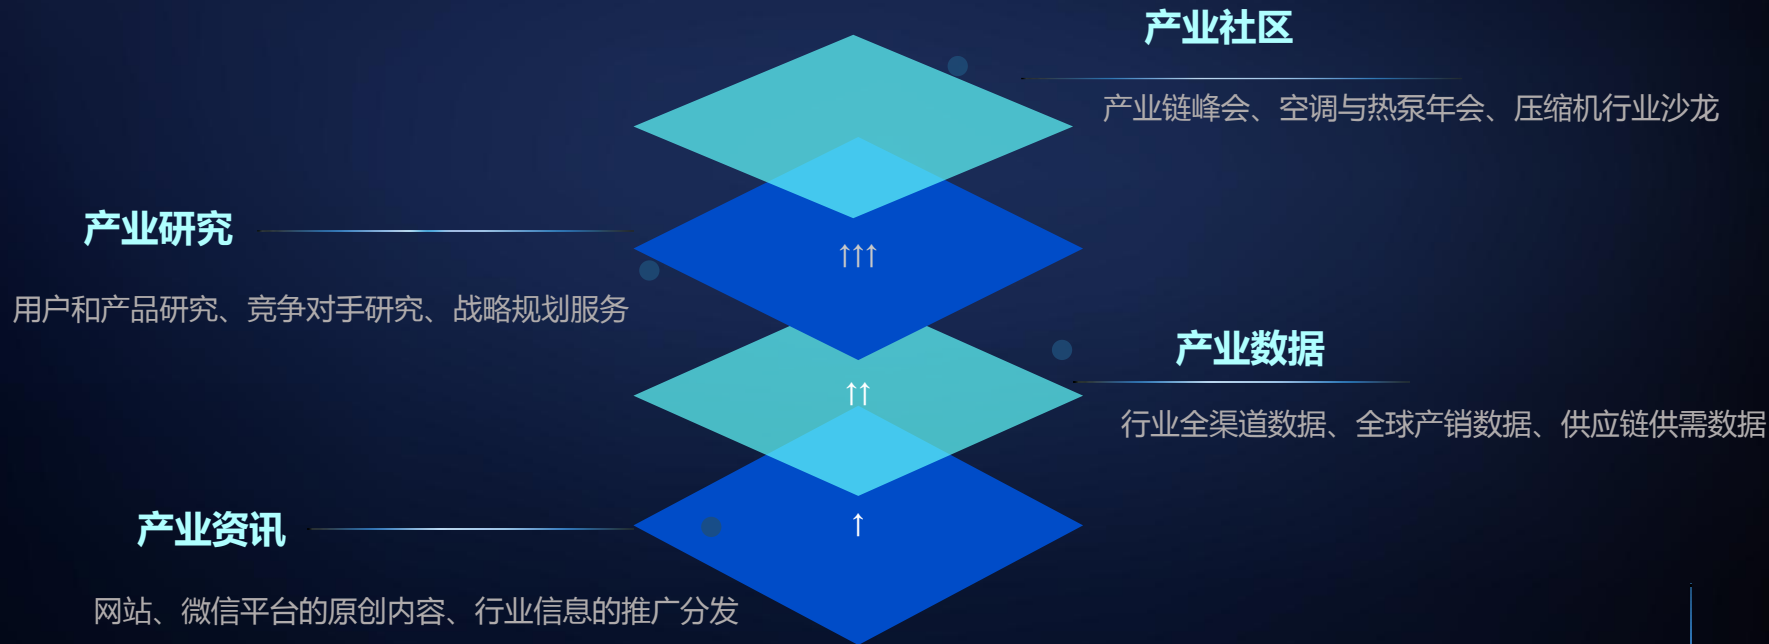 产业社区
产业链峰会、空调与热泵年会、压缩机行业沙龙
产业研究
↑↑↑
用户和产品研究、竞争对手研究、战略规划服务
产业数据
↑↑
行业全渠道数据、全球产销数据、供应链供需数据
产业资讯
↑
网站、微信平台的原创内容、行业信息的推广分发